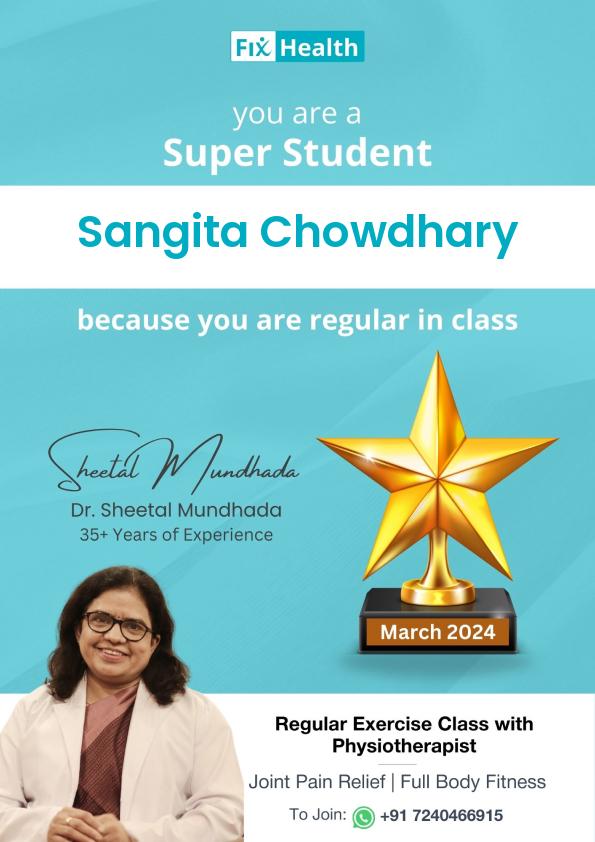 Fix Health
you are a
Super Student
Sangita Chowdhary
because you are regular in class
Sheetal Mundhada
Dr. Sheetal Mundhada
35+ Years of Experience
March 2024
Regular Exercise Class with
Physiotherapist
Joint Pain Relief | Full Body Fitness
To Join: +91 7240466915